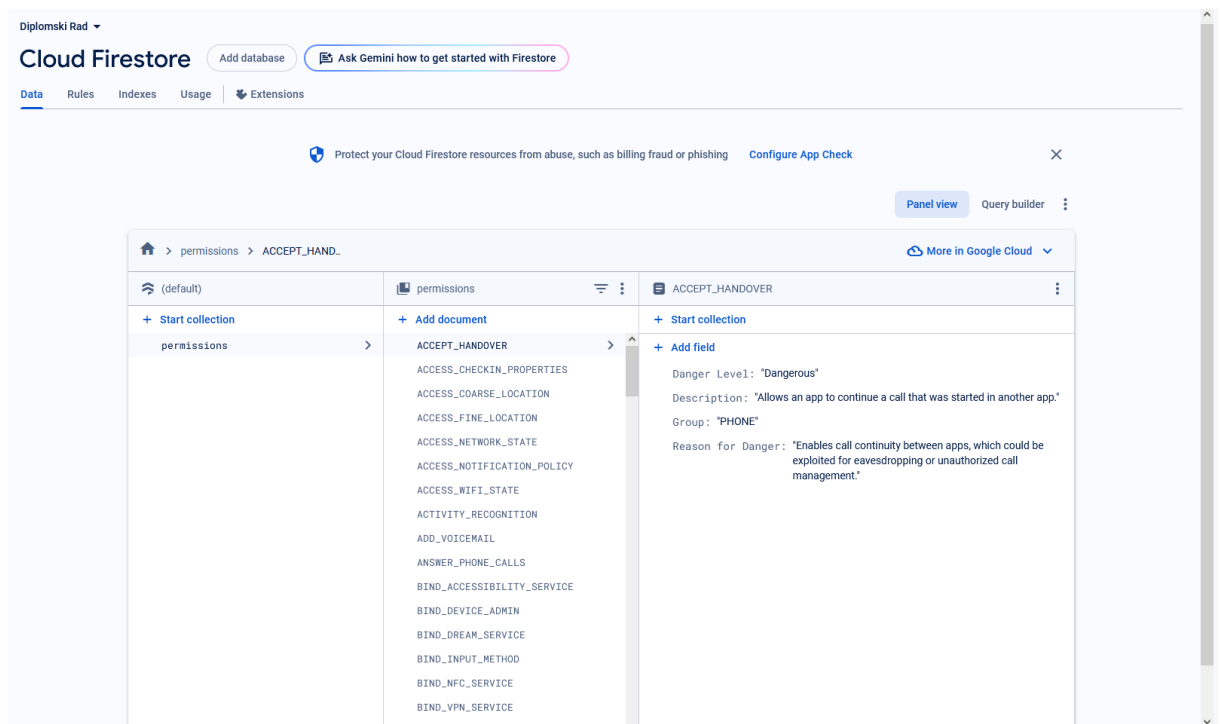 Diplomski Rad
Cloud Firestore
Add database
Ask Gemini how to get started with Firestore
Data Rules Indexes Usage Extensions
Protect your Cloud Firestore resources from abuse, such as billing fraud or phishing Configure App Check
Panel view Query builder
permissions > ACCEPT_HAND..
More in Google Cloud
(default)
+ Start collection
permissions
permissions
+ Add document
ACCEPT_HANDOVER
ACCESS_CHECKIN_PROPERTIES
ACCESS_COARSE_LOCATION
ACCESS_FINE_LOCATION
ACCESS_NETWORK_STATE
ACCESS_NOTIFICATION_POLICY
ACCESS_WIFI_STATE
ACTIVITY_RECOGNITION
ADD_VOICEMAIL
ANSWER_PHONE_CALLS
BIND_ACCESSIBILITY_SERVICE
BIND_DEVICE_ADMIN
BIND_DREAM_SERVICE
BIND_INPUT_METHOD
BIND_NFC_SERVICE
BIND_VPN_SERVICE
ACCEPT_HANDOVER
+ Start collection
+ Add field
Danger Level: "Dangerous"
Description: "Allows an app to continue a call that was started in another app."
Group: "PHONE"
Reason for Danger: "Enables call continuity between apps, which could be
exploited for eavesdropping or unauthorized call
management."